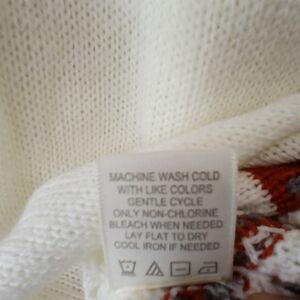 MACHINE WASH COLD
WITH LIKE COLORS
GENTLE CYCLE
ONLY NON-CHLORINE
BLEACH WHEN NEEDED
LAY FLAT TO DRY
COOL IRON IF NEEDED